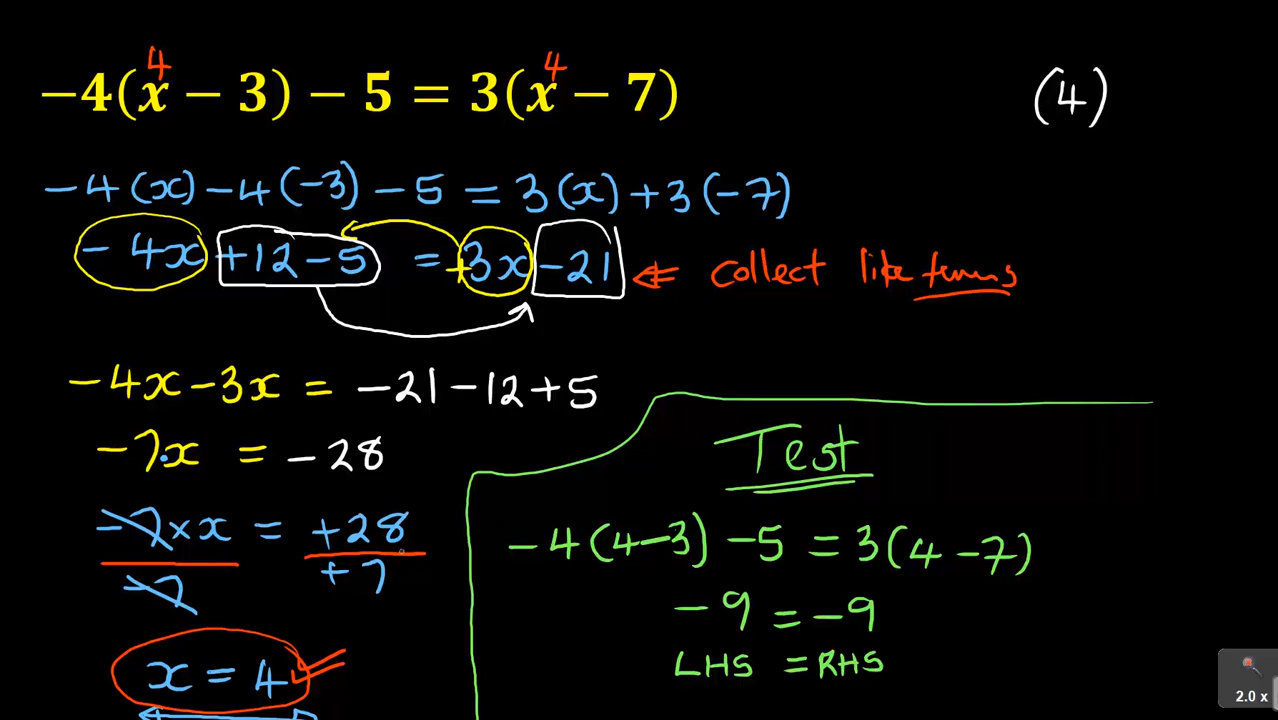 4 4
−4(x − 3) − 5 = 3(x − 7) (4)
−4(x) −4(−3) −5 = 3(x) +3(−7)
−4x +12 −5 = +3x −21 ⇐ collect like terms
−4x −3x = −21 −12 +5
−7·x = −28
−7×x = +28
−7 +7
x = 4
Test
−4(4−3) −5 = 3(4−7)
−9 = −9
LHS = RHS
2.0 x